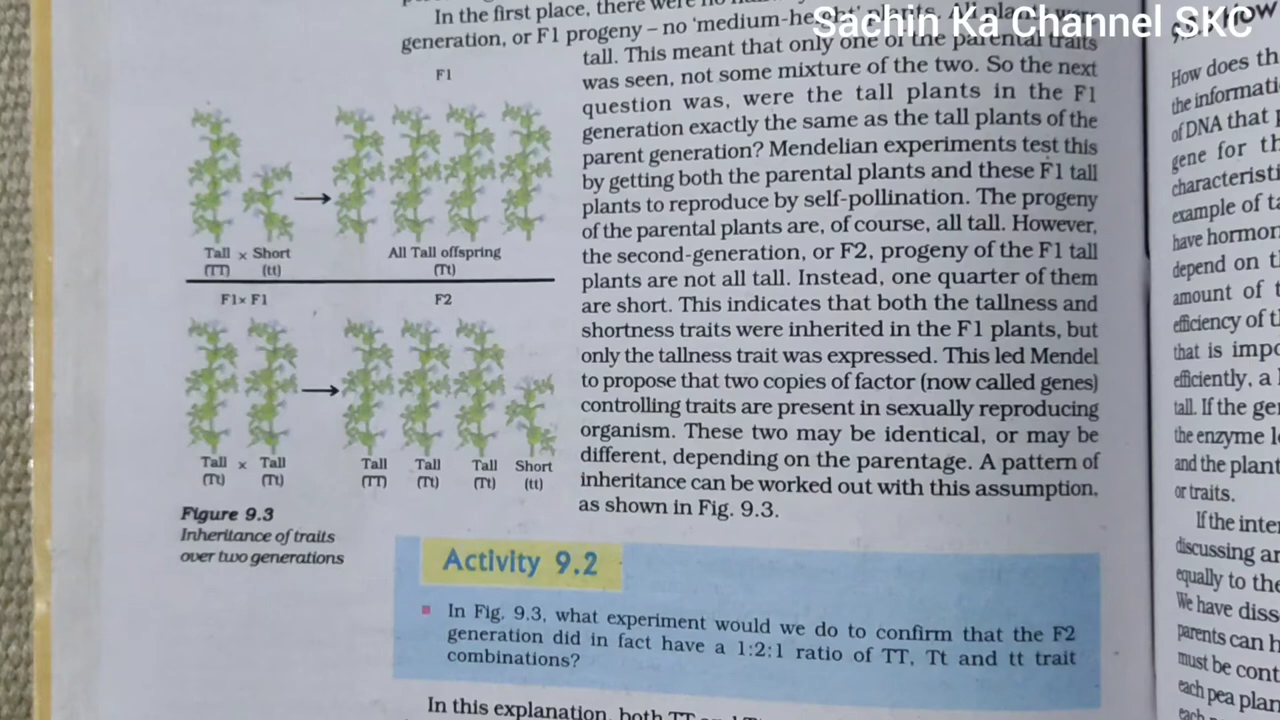 Sachin Ka Channel SKC
In the first place, there were no
generation, or F1 progeny – no 'medium-height' plants. All plants were
tall. This meant that only one of the parental traits
was seen, not some mixture of the two. So the next
question was, were the tall plants in the F1
generation exactly the same as the tall plants of the
parent generation? Mendelian experiments test this
by getting both the parental plants and these F1 tall
plants to reproduce by self-pollination. The progeny
of the parental plants are, of course, all tall. However,
the second-generation, or F2, progeny of the F1 tall
plants are not all tall. Instead, one quarter of them
are short. This indicates that both the tallness and
shortness traits were inherited in the F1 plants, but
only the tallness trait was expressed. This led Mendel
to propose that two copies of factor (now called genes)
controlling traits are present in sexually reproducing
organism. These two may be identical, or may be
different, depending on the parentage. A pattern of
inheritance can be worked out with this assumption,
as shown in Fig. 9.3.
F1
Tall x Short
(TT) (tt)
All Tall offspring
(Tt)
F1x F1
F2
Tall x Tall
(Tt) (Tt)
Tall Tall Tall Short
(TT) (Tt) (Tt) (tt)
Figure 9.3
Inheritance of traits
over two generations
Activity 9.2
In Fig. 9.3, what experiment would we do to confirm that the F2
generation did in fact have a 1:2:1 ratio of TT, Tt and tt trait
combinations?
In this explanation, both TT and
How does th
the informati
of DNA that
gene for th
characteristi
example of ta
have hormon
depend on t
amount of t
efficiency of t
that is impo
efficiently, a
tall. If the ge
the enzyme l
and the plant
or traits.
If the inter
discussing ar
equally to the
We have diss
parents can h
must be cont
each pea plan
each